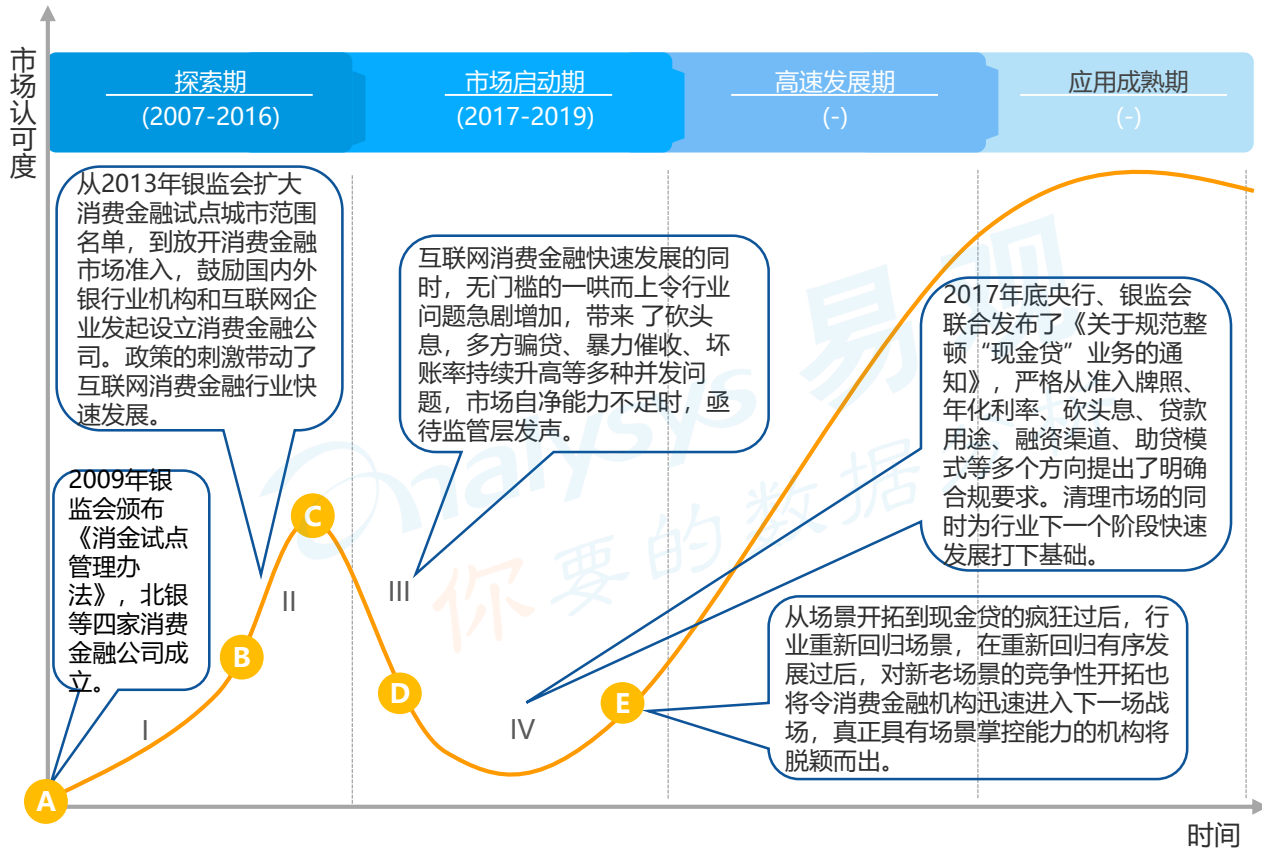 市场认可度
探索期
(2007-2016)
市场启动期
(2017-2019)
高速发展期
(-)
应用成熟期
(-)
从2013年银监会扩大
消费金融试点城市范围
名单，到放开消费金融
市场准入，鼓励国内外
银行业机构和互联网企
业发起设立消费金融公
司。政策的刺激带动了
互联网消费金融行业快
速发展。
互联网消费金融快速发展的同
时，无门槛的一哄而上令行业
问题急剧增加，带来 了砍头
息，多方骗贷、暴力催收、坏
账率持续升高等多种并发问
题，市场自净能力不足时，亟
待监管层发声。
2017年底央行、银监会
联合发布了《关于规范整
顿“现金贷”业务的通
知》，严格从准入牌照、
年化利率、砍头息、贷款
用途、融资渠道、助贷模
式等多个方向提出了明确
合规要求。清理市场的同
时为行业下一个阶段快速
发展打下基础。
2009年银
监会颁布
《消金试点
管理办
法》，北银
等四家消费
金融公司成
立。
从场景开拓到现金贷的疯狂过后，行
业重新回归场景，在重新回归有序发
展过后，对新老场景的竞争性开拓也
将令消费金融机构迅速进入下一场战
场，真正具有场景掌控能力的机构将
脱颖而出。
A
I
B
II
C
III
D
IV
E
时间
nalysys 易观
你要的数据